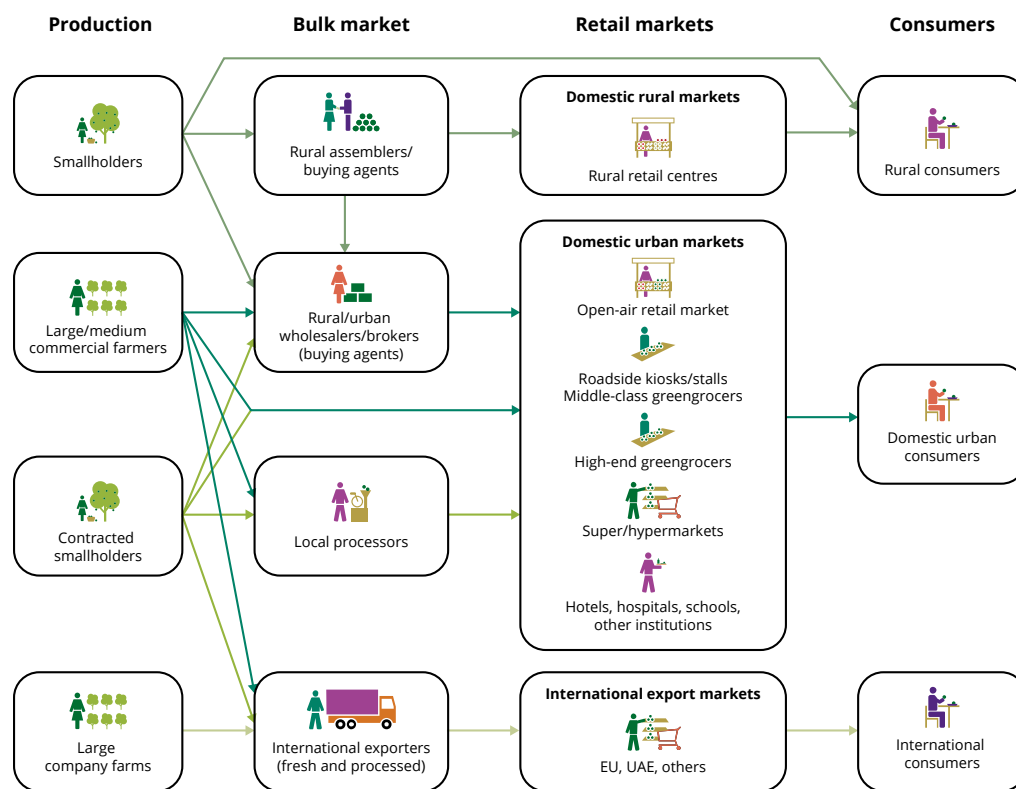 Production
Bulk market
Retail markets
Consumers
Smallholders
Rural assemblers/
buying agents
Domestic rural markets
Rural retail centres
Rural consumers
Large/medium
commercial farmers
Rural/urban
wholesalers/brokers
(buying agents)
Domestic urban markets
Open-air retail market
Roadside kiosks/stalls
Middle-class greengrocers
High-end greengrocers
Super/hypermarkets
Hotels, hospitals, schools,
other institutions
Domestic urban
consumers
Contracted
smallholders
Local processors
Large
company farms
International exporters
(fresh and processed)
International export markets
EU, UAE, others
International
consumers